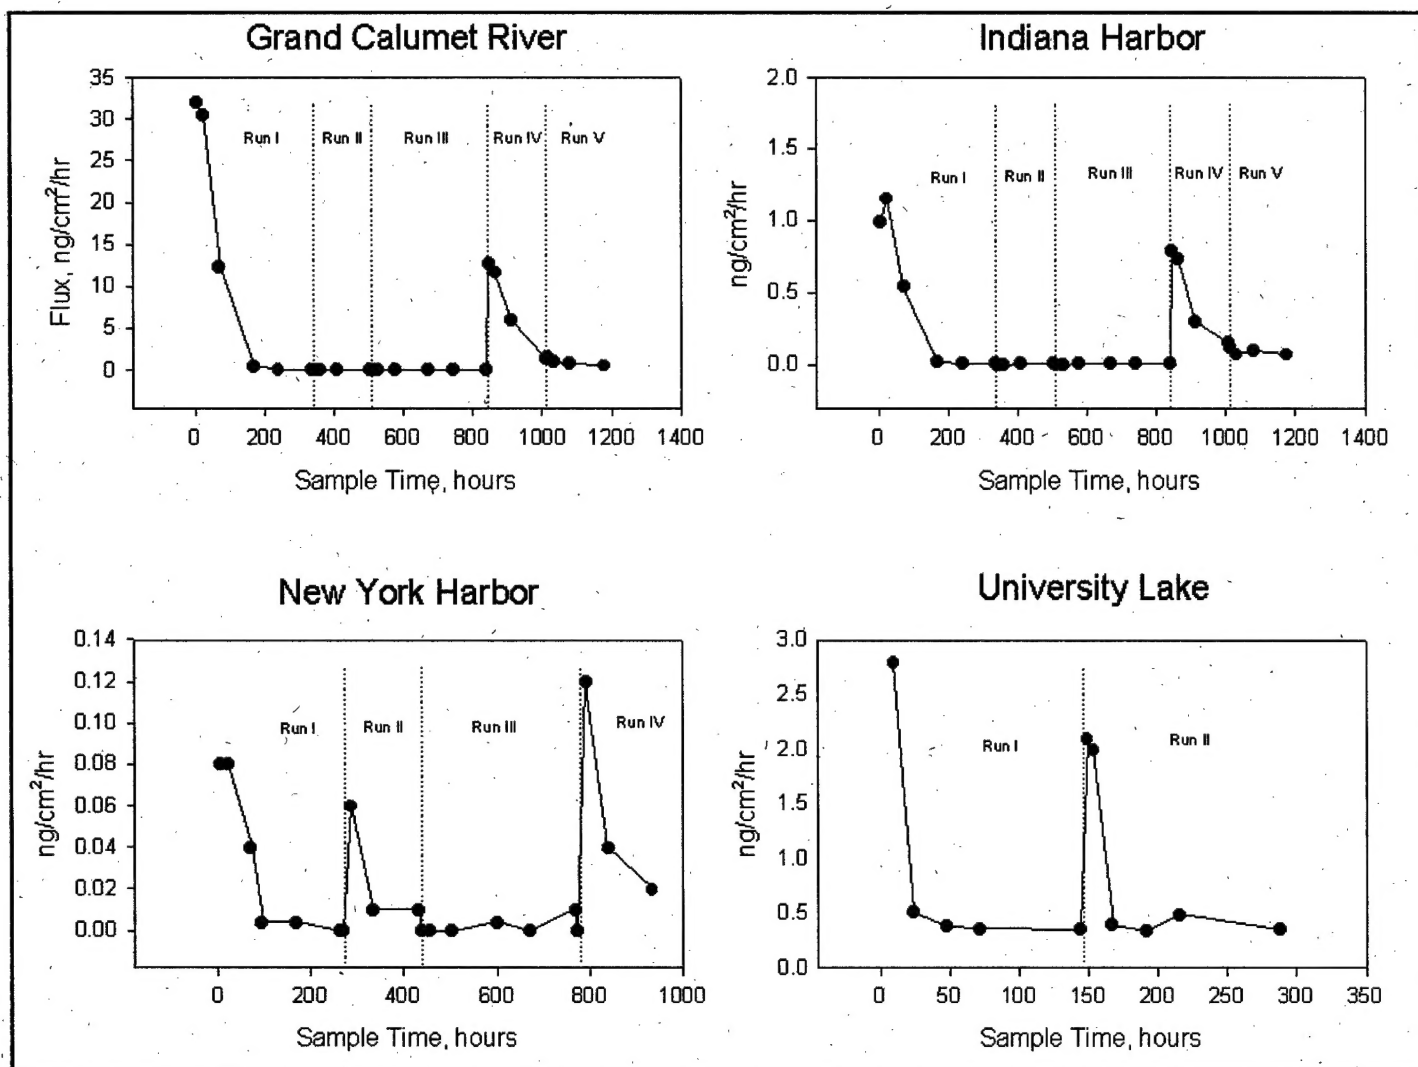 Grand Calumet River
35
30
25
20
15
10
5
0
Flux, ng/cm²/hr
Run I Run II Run III Run IV Run V
0 200 400 600 800 1000 1200 1400
Sample Time, hours
Indiana Harbor
2.0
1.5
1.0
0.5
0.0
ng/cm²/hr
Run I Run II Run III Run IV Run V
0 200 400 600 800 1000 1200 1400
Sample Time, hours
New York Harbor
0.14
0.12
0.10
0.08
0.06
0.04
0.02
0.00
ng/cm²/hr
Run I Run II Run III Run IV
0 200 400 600 800 1000
Sample Time, hours
University Lake
3.0
2.5
2.0
1.5
1.0
0.5
0.0
ng/cm²/hr
Run I Run II
0 50 100 150 200 250 300 350
Sample Time, hours